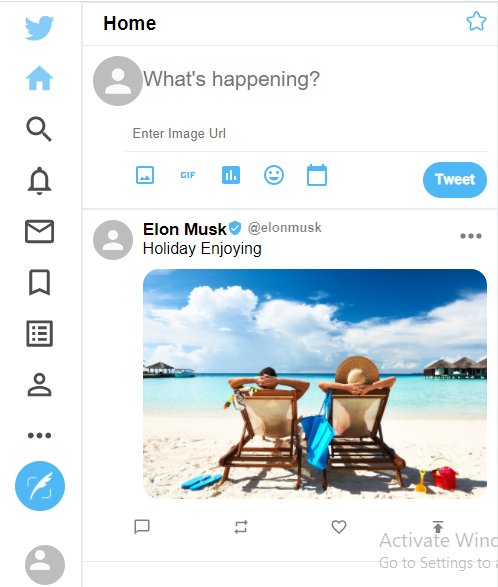 Home
What's happening?
Enter Image Url
GIF
Tweet
Elon Musk @elonmusk
Holiday Enjoying
Activate Wind
Go to Settings to a